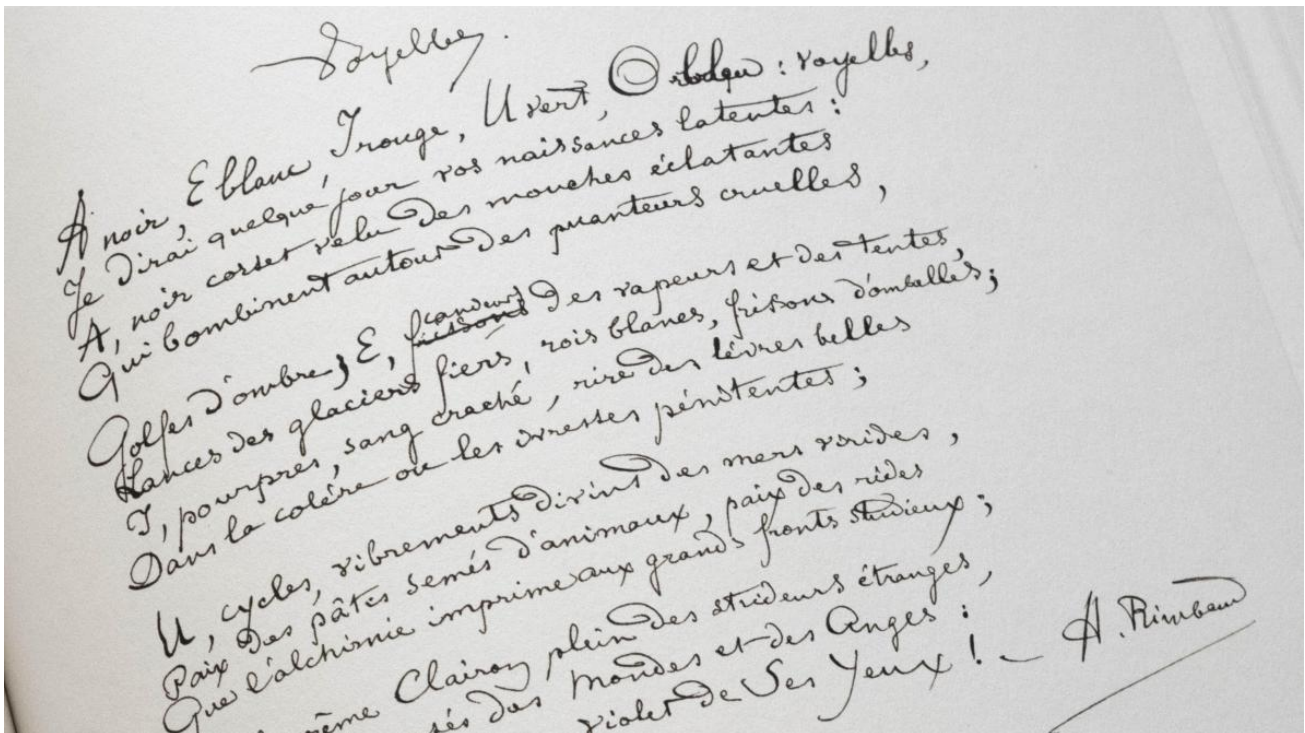 Voyelles.
A noir, E blanc, I rouge, U vert, O bleu : voyelles,
Je dirai quelque jour vos naissances latentes :
A, noir corset velu des mouches éclatantes
Qui bombinent autour des puanteurs cruelles,
Golfes d'ombre ; E, candeurs des vapeurs et des tentes,
Lances des glaciers fiers, rois blancs, frissons d'ombelles ;
I, pourpres, sang craché, rire des lèvres belles
Dans la colère ou les ivresses pénitentes ;
U, cycles, vibrements divins des mers virides,
Paix des pâtis semés d'animaux, paix des rides
Que l'alchimie imprime aux grands fronts studieux ;
rême Clairon plein des strideurs étranges,
sés des Mondes et des Anges :
violet de Ses Yeux ! — A. Rimbaud